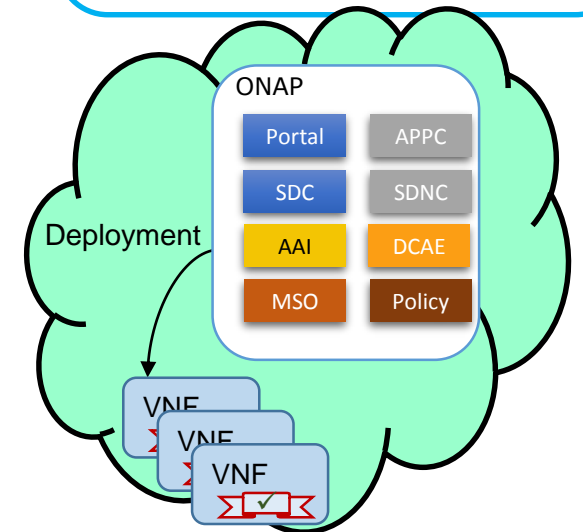 ONAP
Portal
APPC
SDC
SDNC
Deployment
AAI
DCAE
MSO
Policy
VNF
VNF
VNF